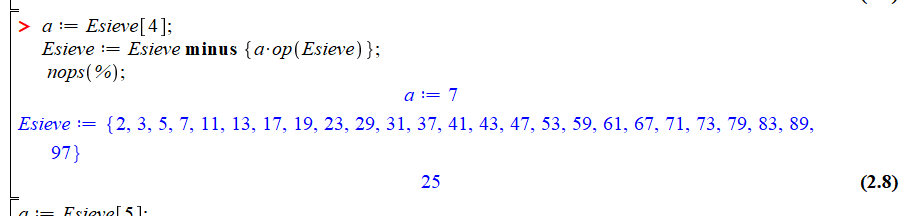 > a := Esieve[4];
Esieve := Esieve minus {a·op(Esieve)};
nops(%);
a := 7
Esieve := {2, 3, 5, 7, 11, 13, 17, 19, 23, 29, 31, 37, 41, 43, 47, 53, 59, 61, 67, 71, 73, 79, 83, 89,
97}
25 (2.8)
a := Esieve[5];